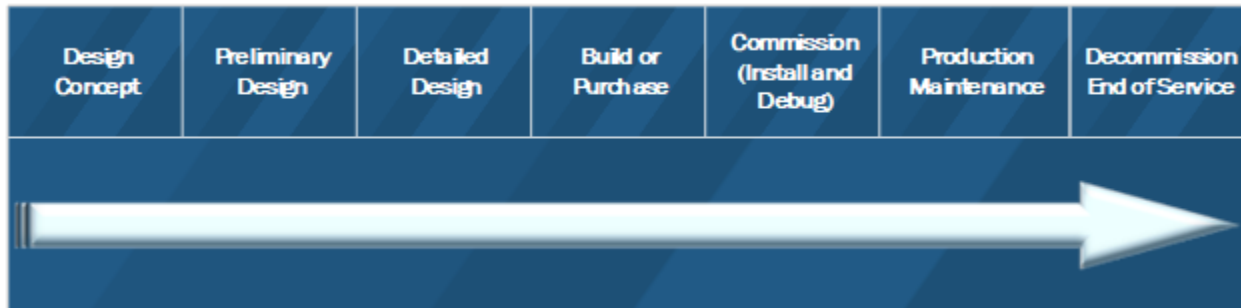 Design
Concept
Preliminary
Design
Detailed
Design
Build or
Purchase
Commission
(Install and
Debug)
Production
Maintenance
Decommission
End of Service